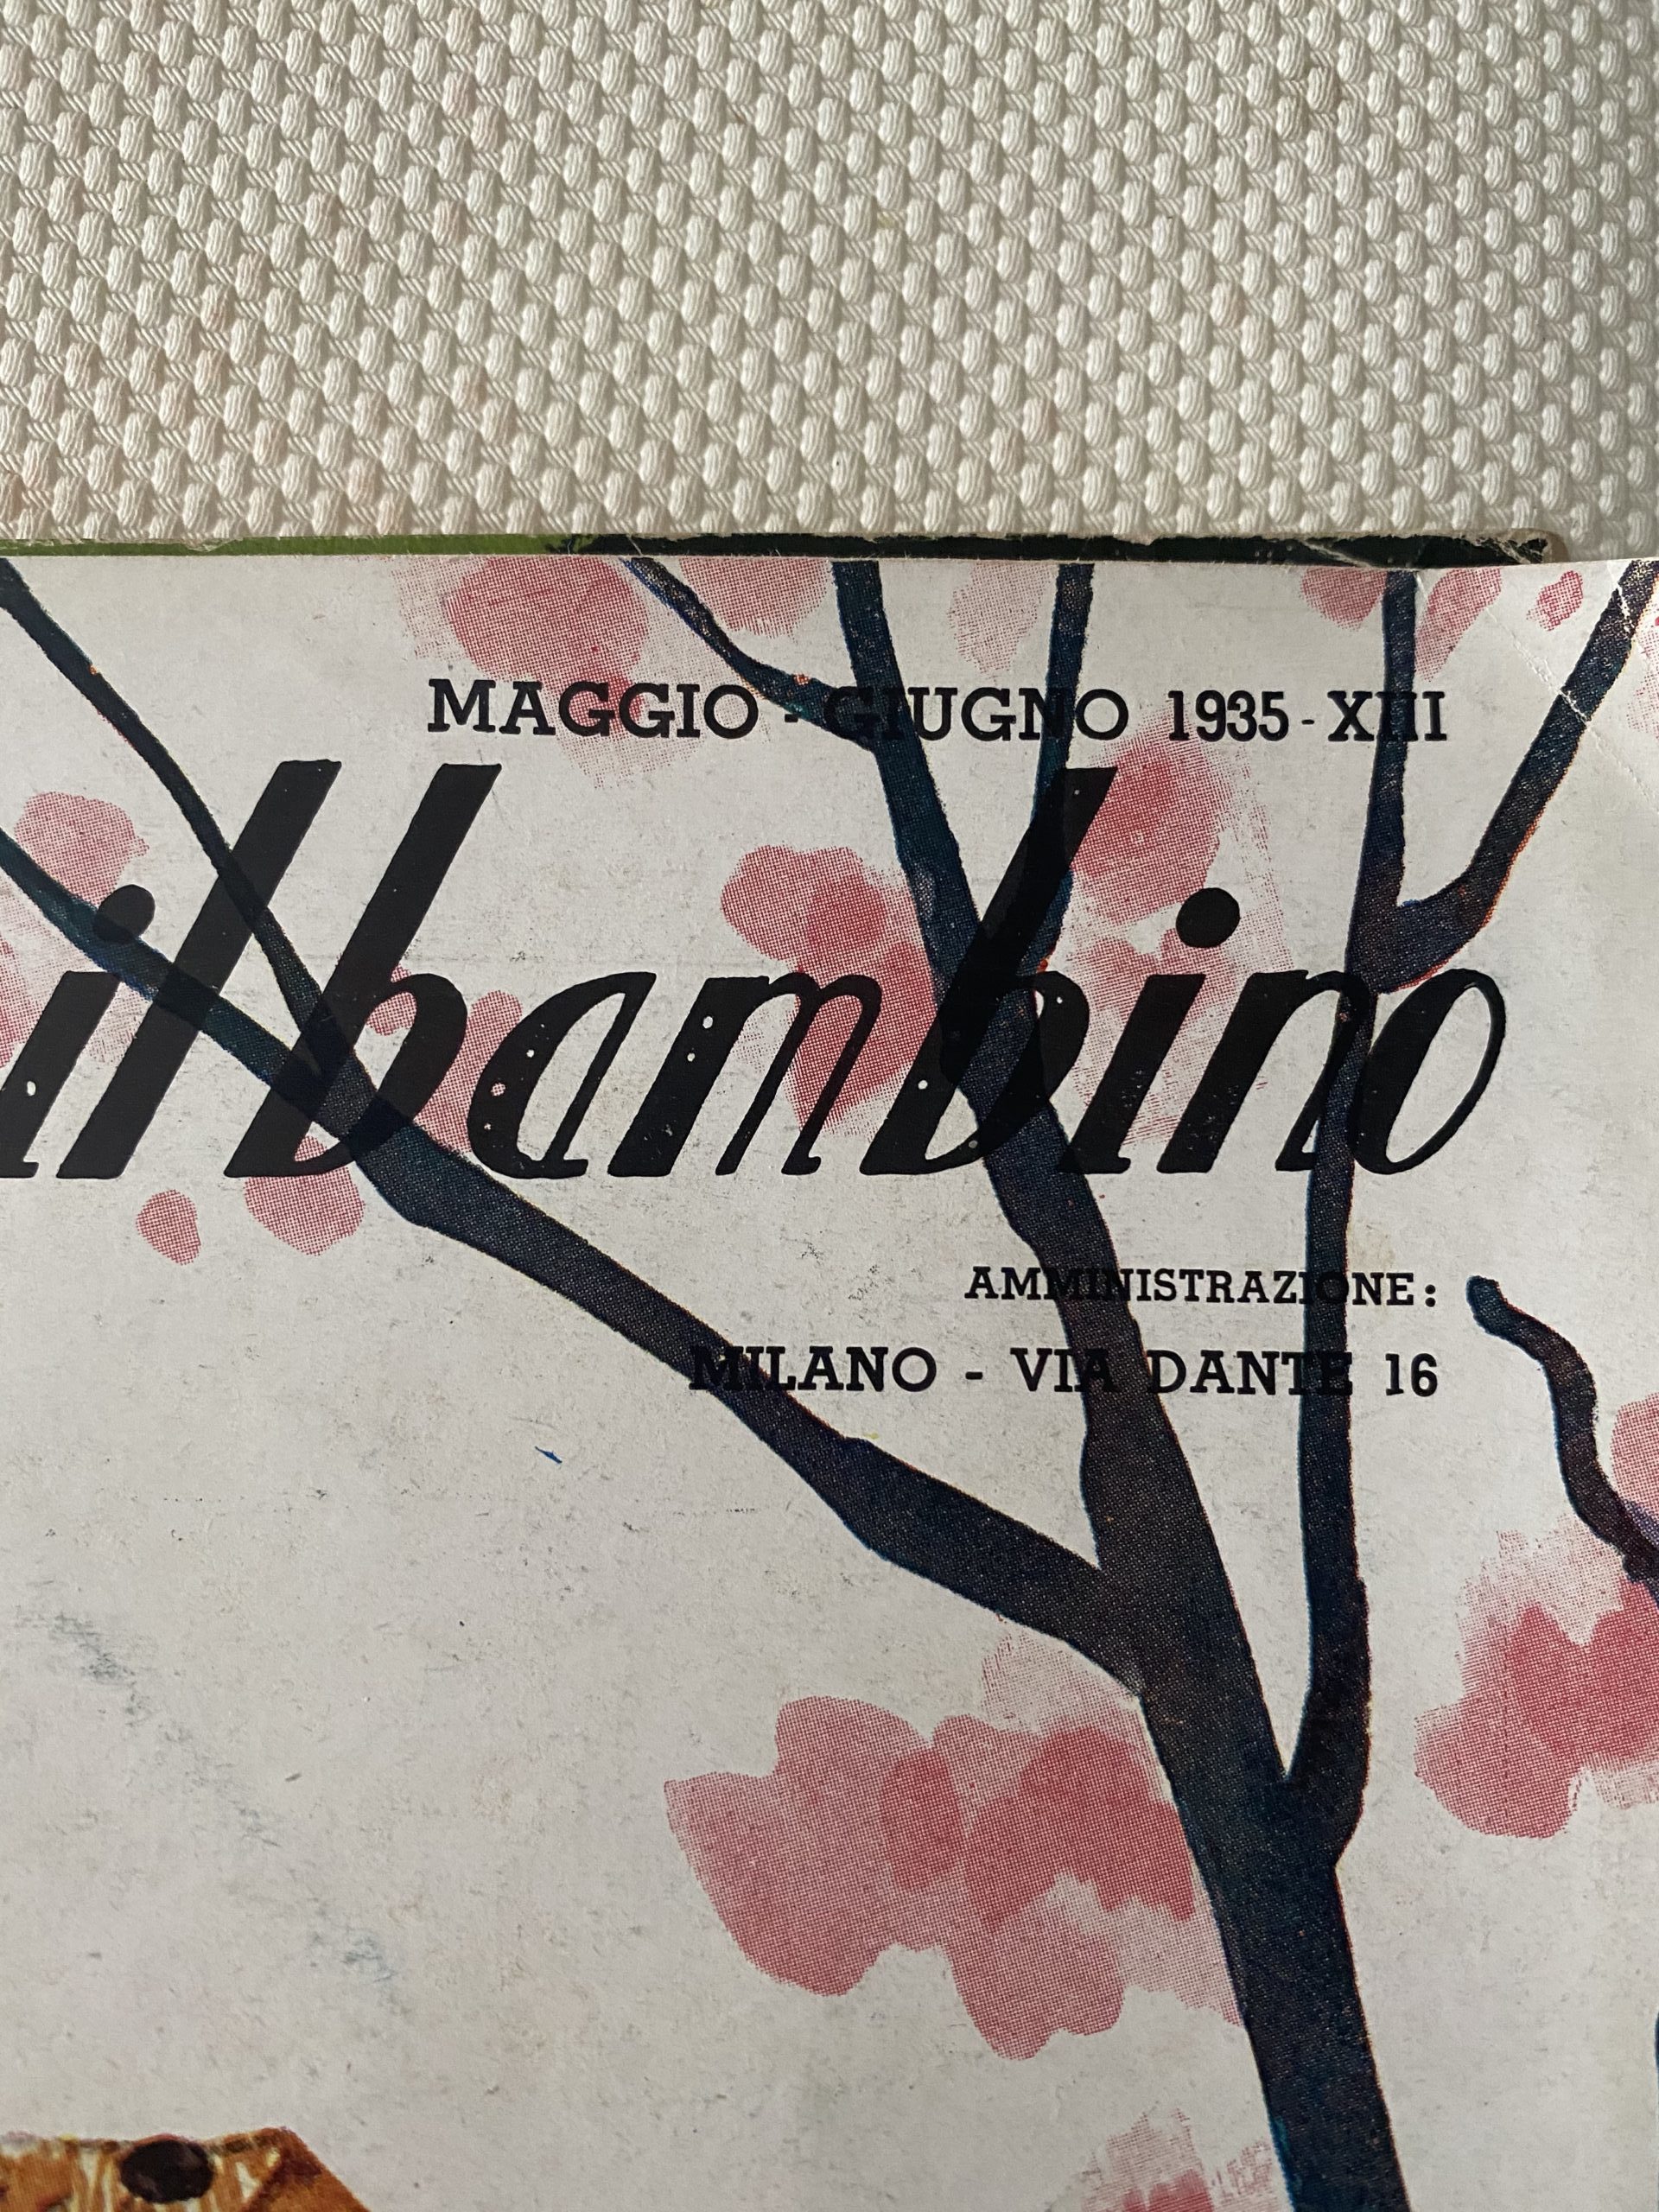 MAGGIO - GIUGNO 1935 - XIII
il bambino
AMMINISTRAZIONE:
MILANO - VIA DANTE 16